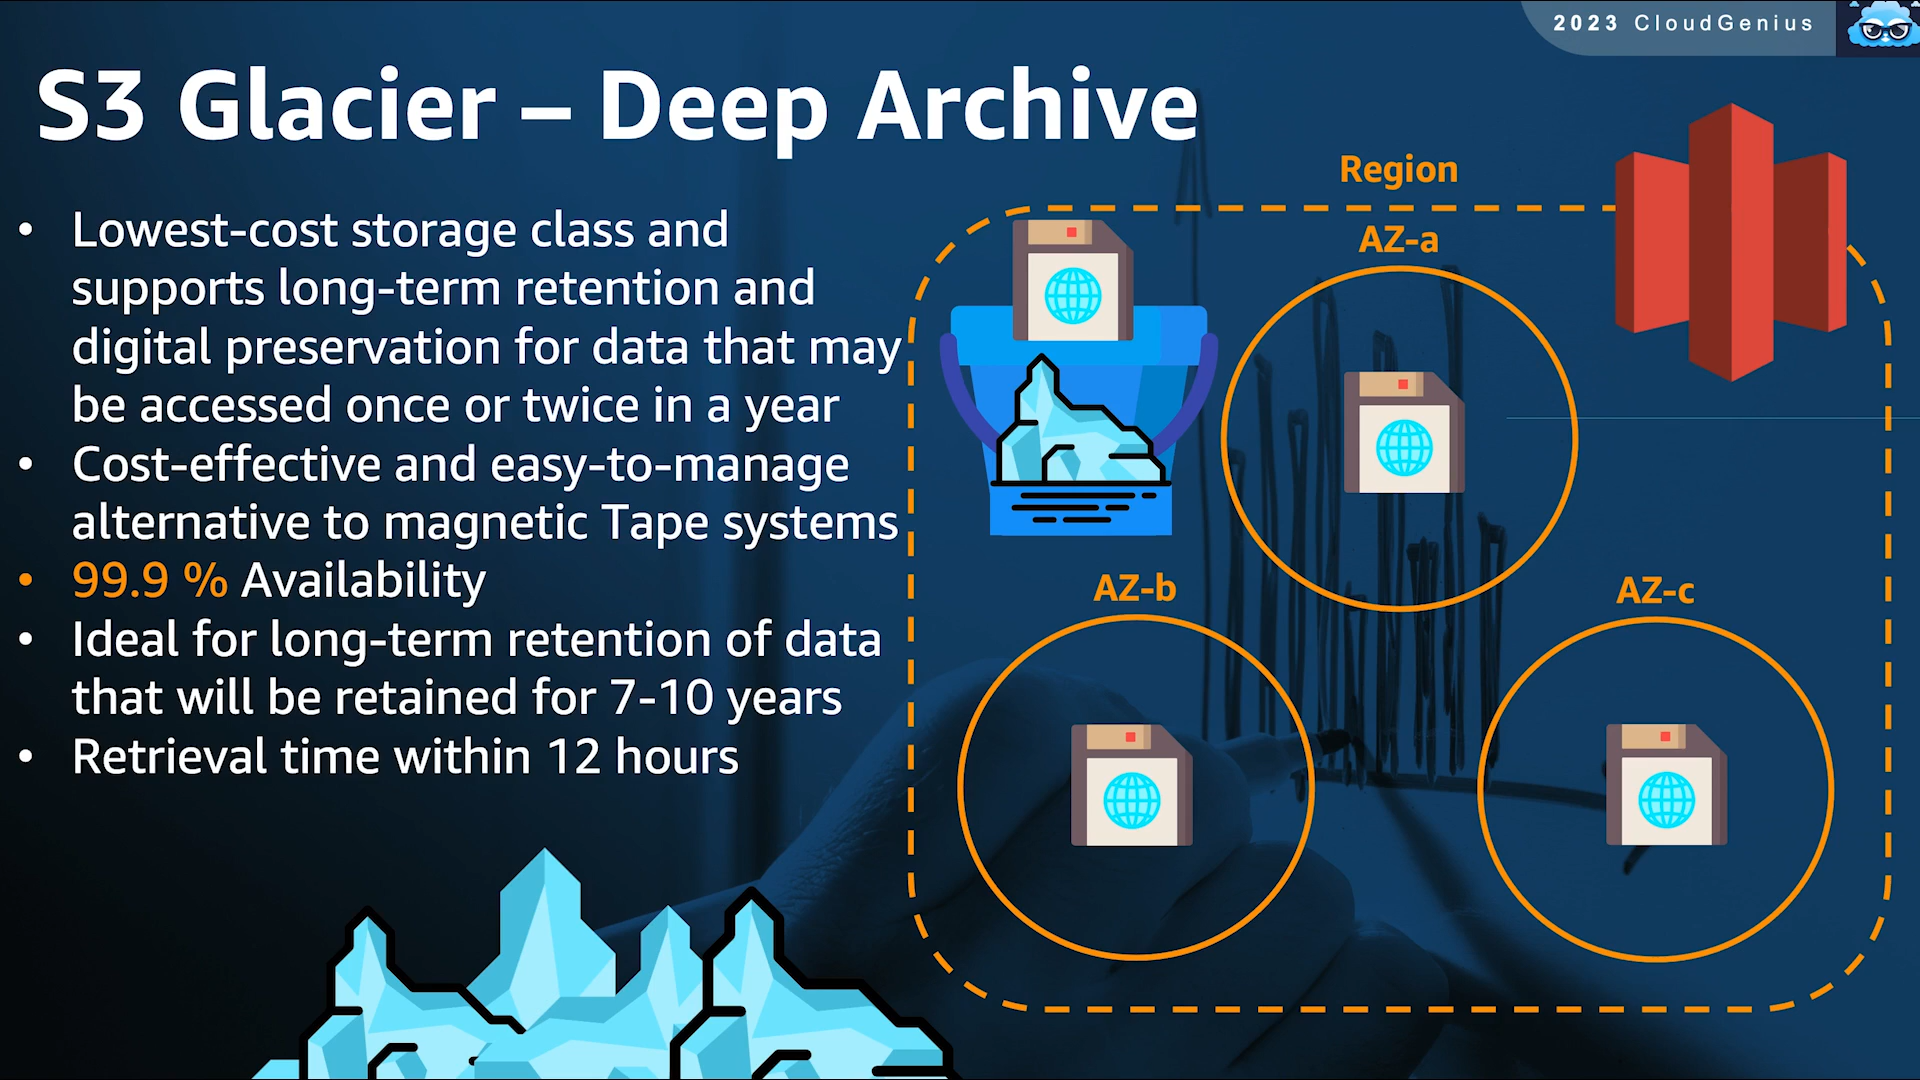 2023 CloudGenius
S3 Glacier – Deep Archive
• Lowest-cost storage class and
supports long-term retention and
digital preservation for data that may
be accessed once or twice in a year
• Cost-effective and easy-to-manage
alternative to magnetic Tape systems
• 99.9 % Availability
• Ideal for long-term retention of data
that will be retained for 7-10 years
• Retrieval time within 12 hours
Region
AZ-a
AZ-b
AZ-c